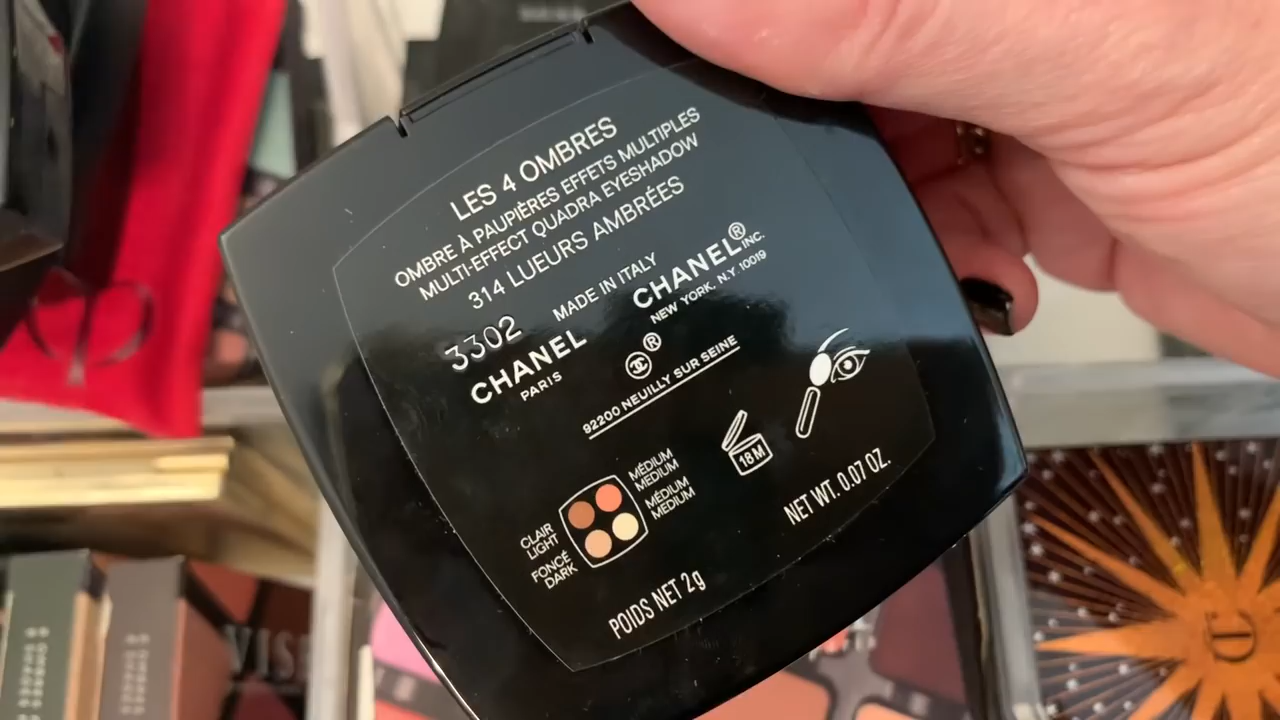 LES 4 OMBRES
OMBRE À PAUPIÈRES EFFETS MULTIPLES
MULTI-EFFECT QUADRA EYESHADOW
314 LUEURS AMBRÉES
MADE IN ITALY
3302
CHANEL
PARIS
CHANEL® INC.
NEW YORK, N.Y. 10019
®
92200 NEUILLY SUR SEINE
18 M
MÉDIUM
MEDIUM
MÉDIUM
MEDIUM
CLAIR
LIGHT
FONCÉ
DARK
POIDS NET 2g
NET WT. 0.07 OZ.